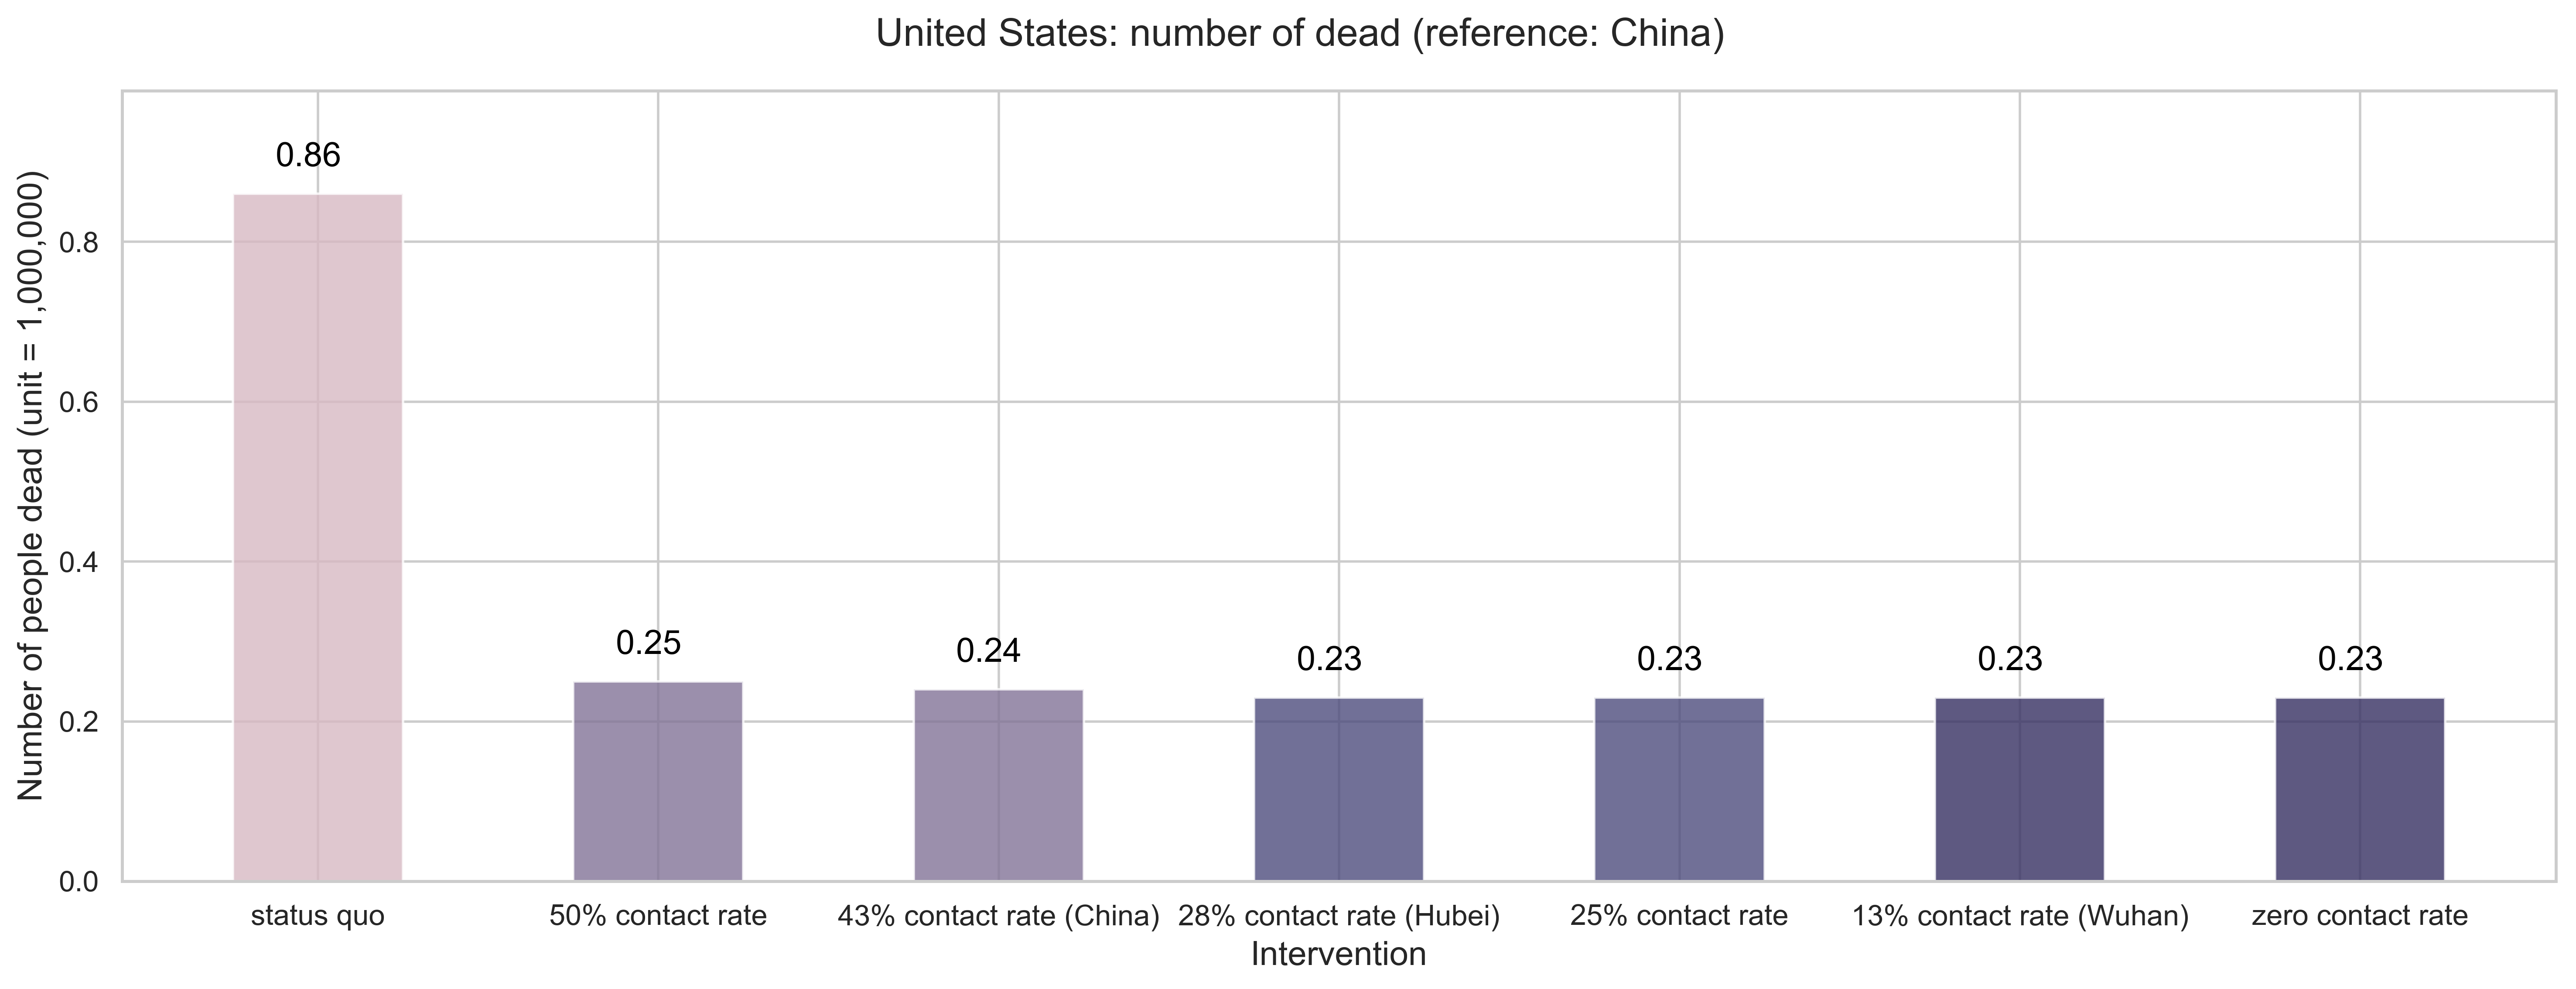 United States: number of dead (reference: China)
Number of people dead (unit = 1,000,000)
0.8
0.6
0.4
0.2
0.0
0.86
0.25
0.24
0.23
0.23
0.23
0.23
status quo
50% contact rate
43% contact rate (China)
28% contact rate (Hubei)
25% contact rate
13% contact rate (Wuhan)
zero contact rate
Intervention